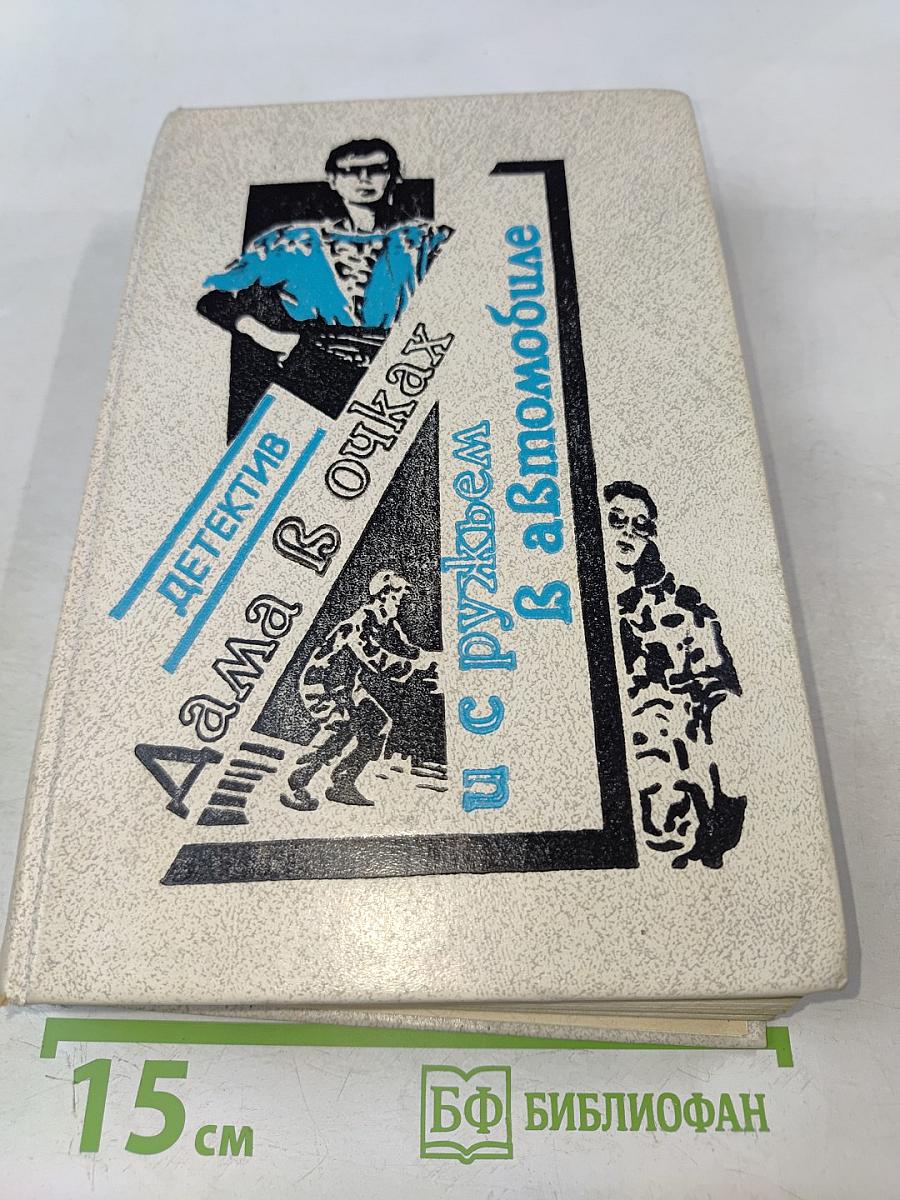 ДЕТЕКТИВ
Дама в очках
и с ружьем
в автомобиле
15 см
БФ БИБЛИОФАН